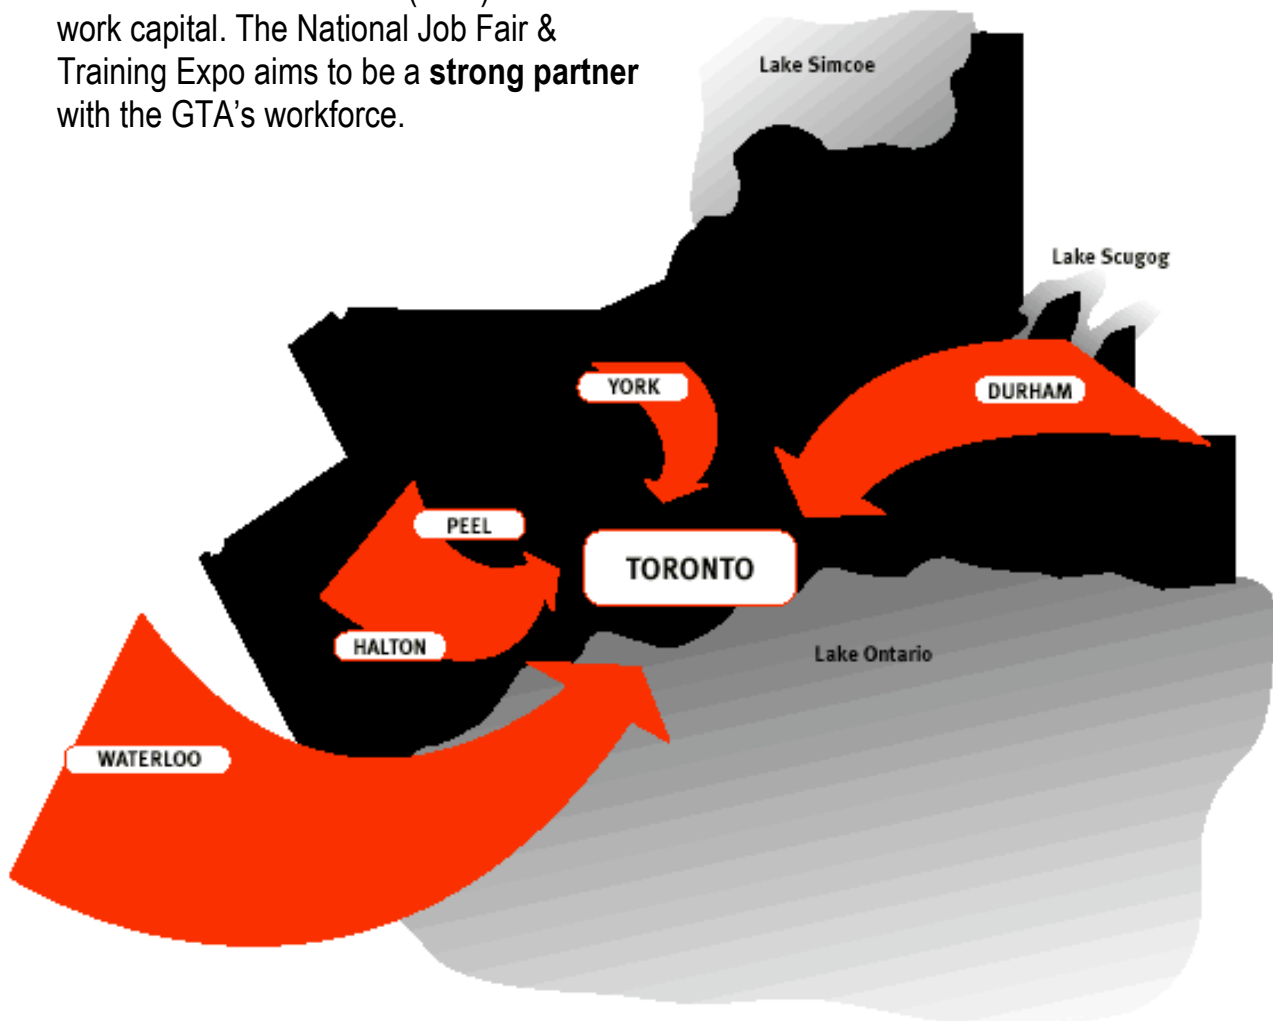 work capital. The National Job Fair &
Training Expo aims to be a strong partner
with the GTA's workforce.
Lake Simcoe
Lake Scugog
YORK
DURHAM
PEEL
TORONTO
HALTON
Lake Ontario
WATERLOO